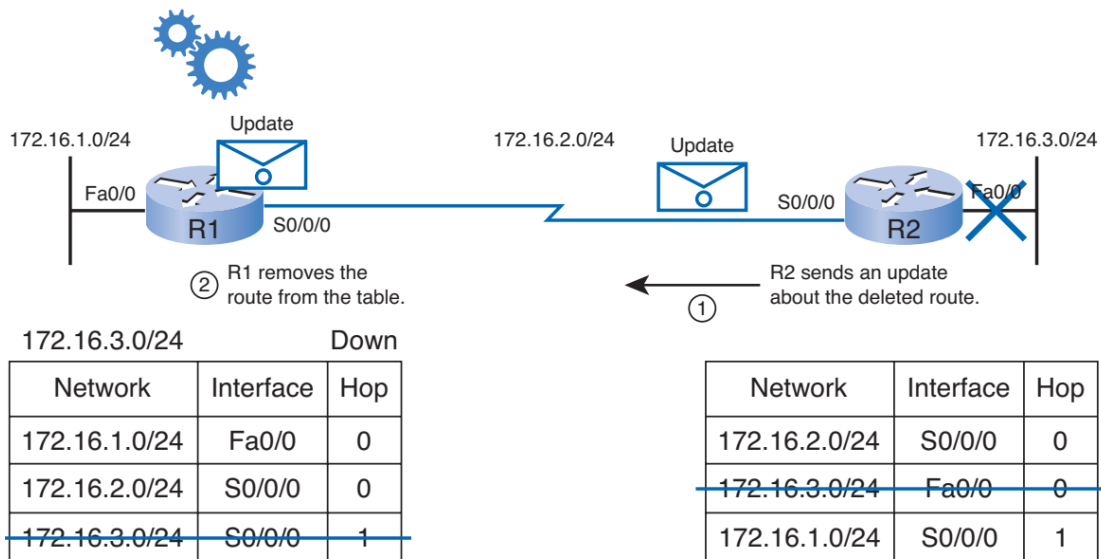 Update
172.16.1.0/24
172.16.2.0/24
Update
172.16.3.0/24
Fa0/0
R1
S0/0/0
S0/0/0
R2
Fa0/0
② R1 removes the
route from the table.
①
R2 sends an update
about the deleted route.
172.16.3.0/24 Down
Network Interface Hop
172.16.1.0/24 Fa0/0 0
172.16.2.0/24 S0/0/0 0
172.16.3.0/24 S0/0/0 1
Network Interface Hop
172.16.2.0/24 S0/0/0 0
172.16.3.0/24 Fa0/0 0
172.16.1.0/24 S0/0/0 1